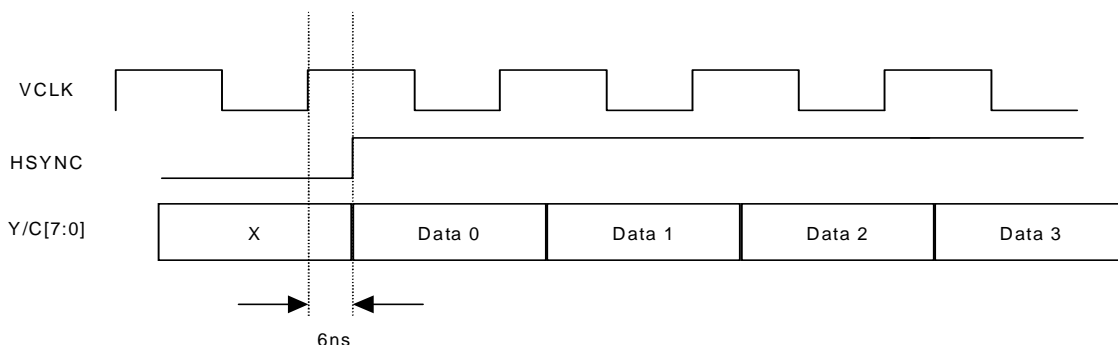 VCLK
HSYNC
Y/C[7:0]
X
Data 0
Data 1
Data 2
Data 3
6ns